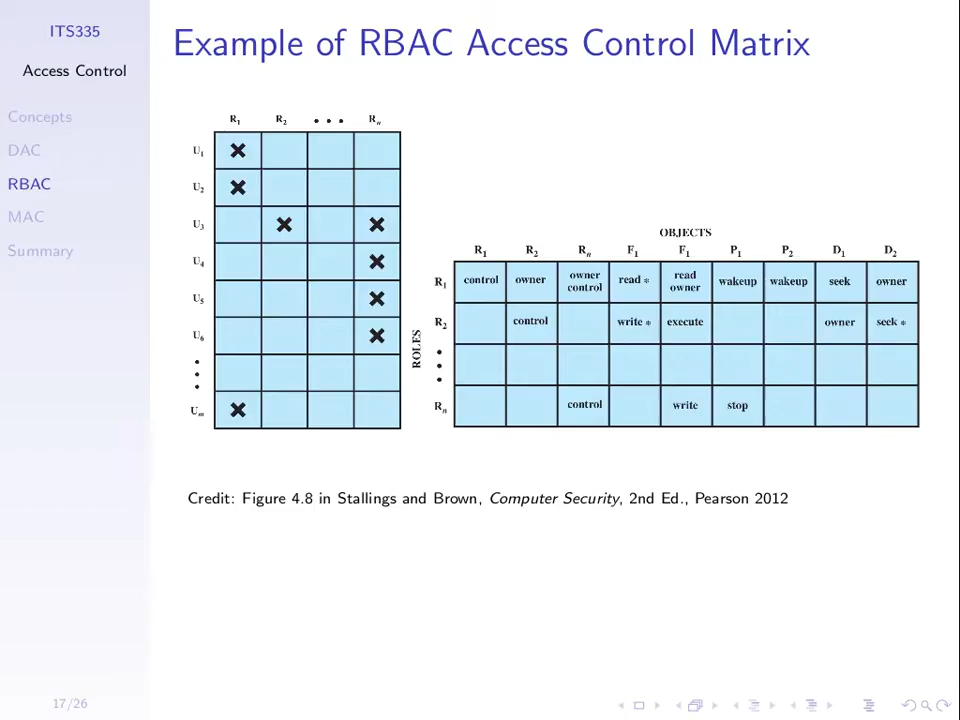 ITS335
Access Control
Concepts
DAC
RBAC
MAC
Summary
Example of RBAC Access Control Matrix
R1 R2 • • • Rn
U1 ✖
U2 ✖
U3 ✖ ✖
U4 ✖
U5 ✖
U6 ✖
•
•
•
Um ✖
OBJECTS
R1 R2 Rn F1 F1 P1 P2 D1 D2
ROLES
R1 control owner owner control read * read owner wakeup wakeup seek owner
R2 control write * execute owner seek *
•
•
•
Rn control write stop
Credit: Figure 4.8 in Stallings and Brown, Computer Security, 2nd Ed., Pearson 2012
17/26